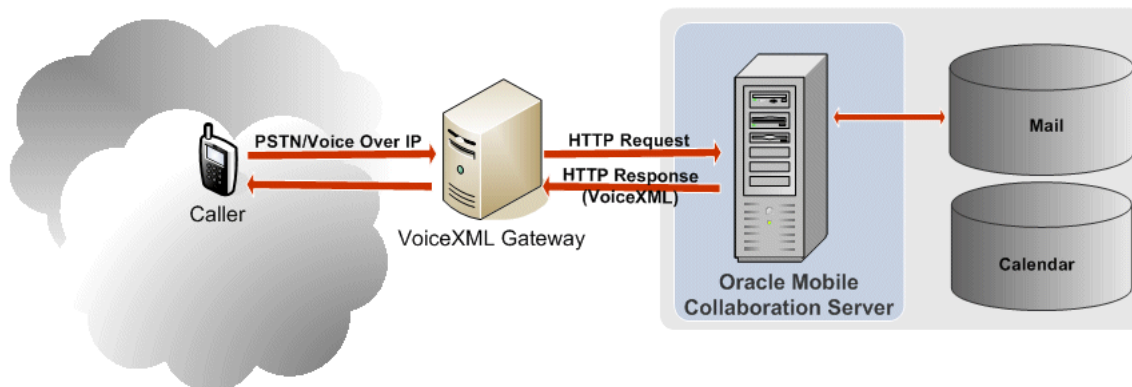 PSTN/Voice Over IP
Caller
VoiceXML Gateway
HTTP Request
HTTP Response
(VoiceXML)
Oracle Mobile
Collaboration Server
Mail
Calendar